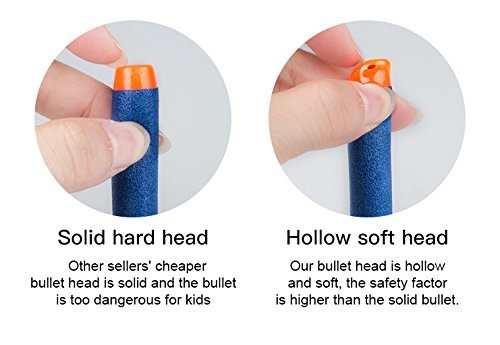 Solid hard head
Other sellers' cheaper
bullet head is solid and the bullet
is too dangerous for kids
Hollow soft head
Our bullet head is hollow
and soft, the safety factor
is higher than the solid bullet.